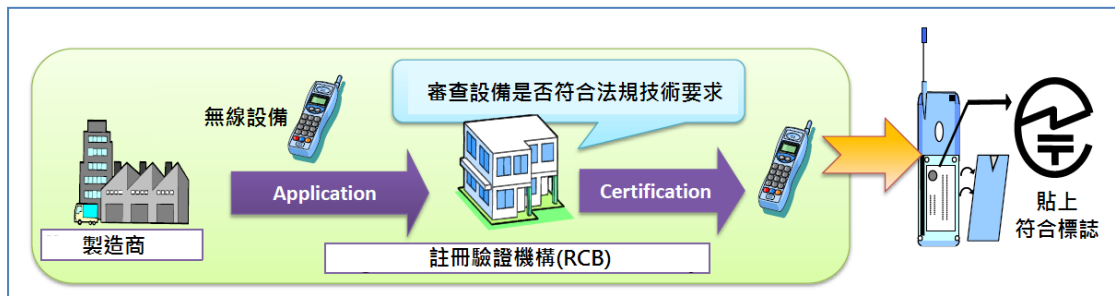 無線設備
審查設備是否符合法規技術要求
Application
Certification
製造商
註冊驗證機構(RCB)
貼上
符合標誌